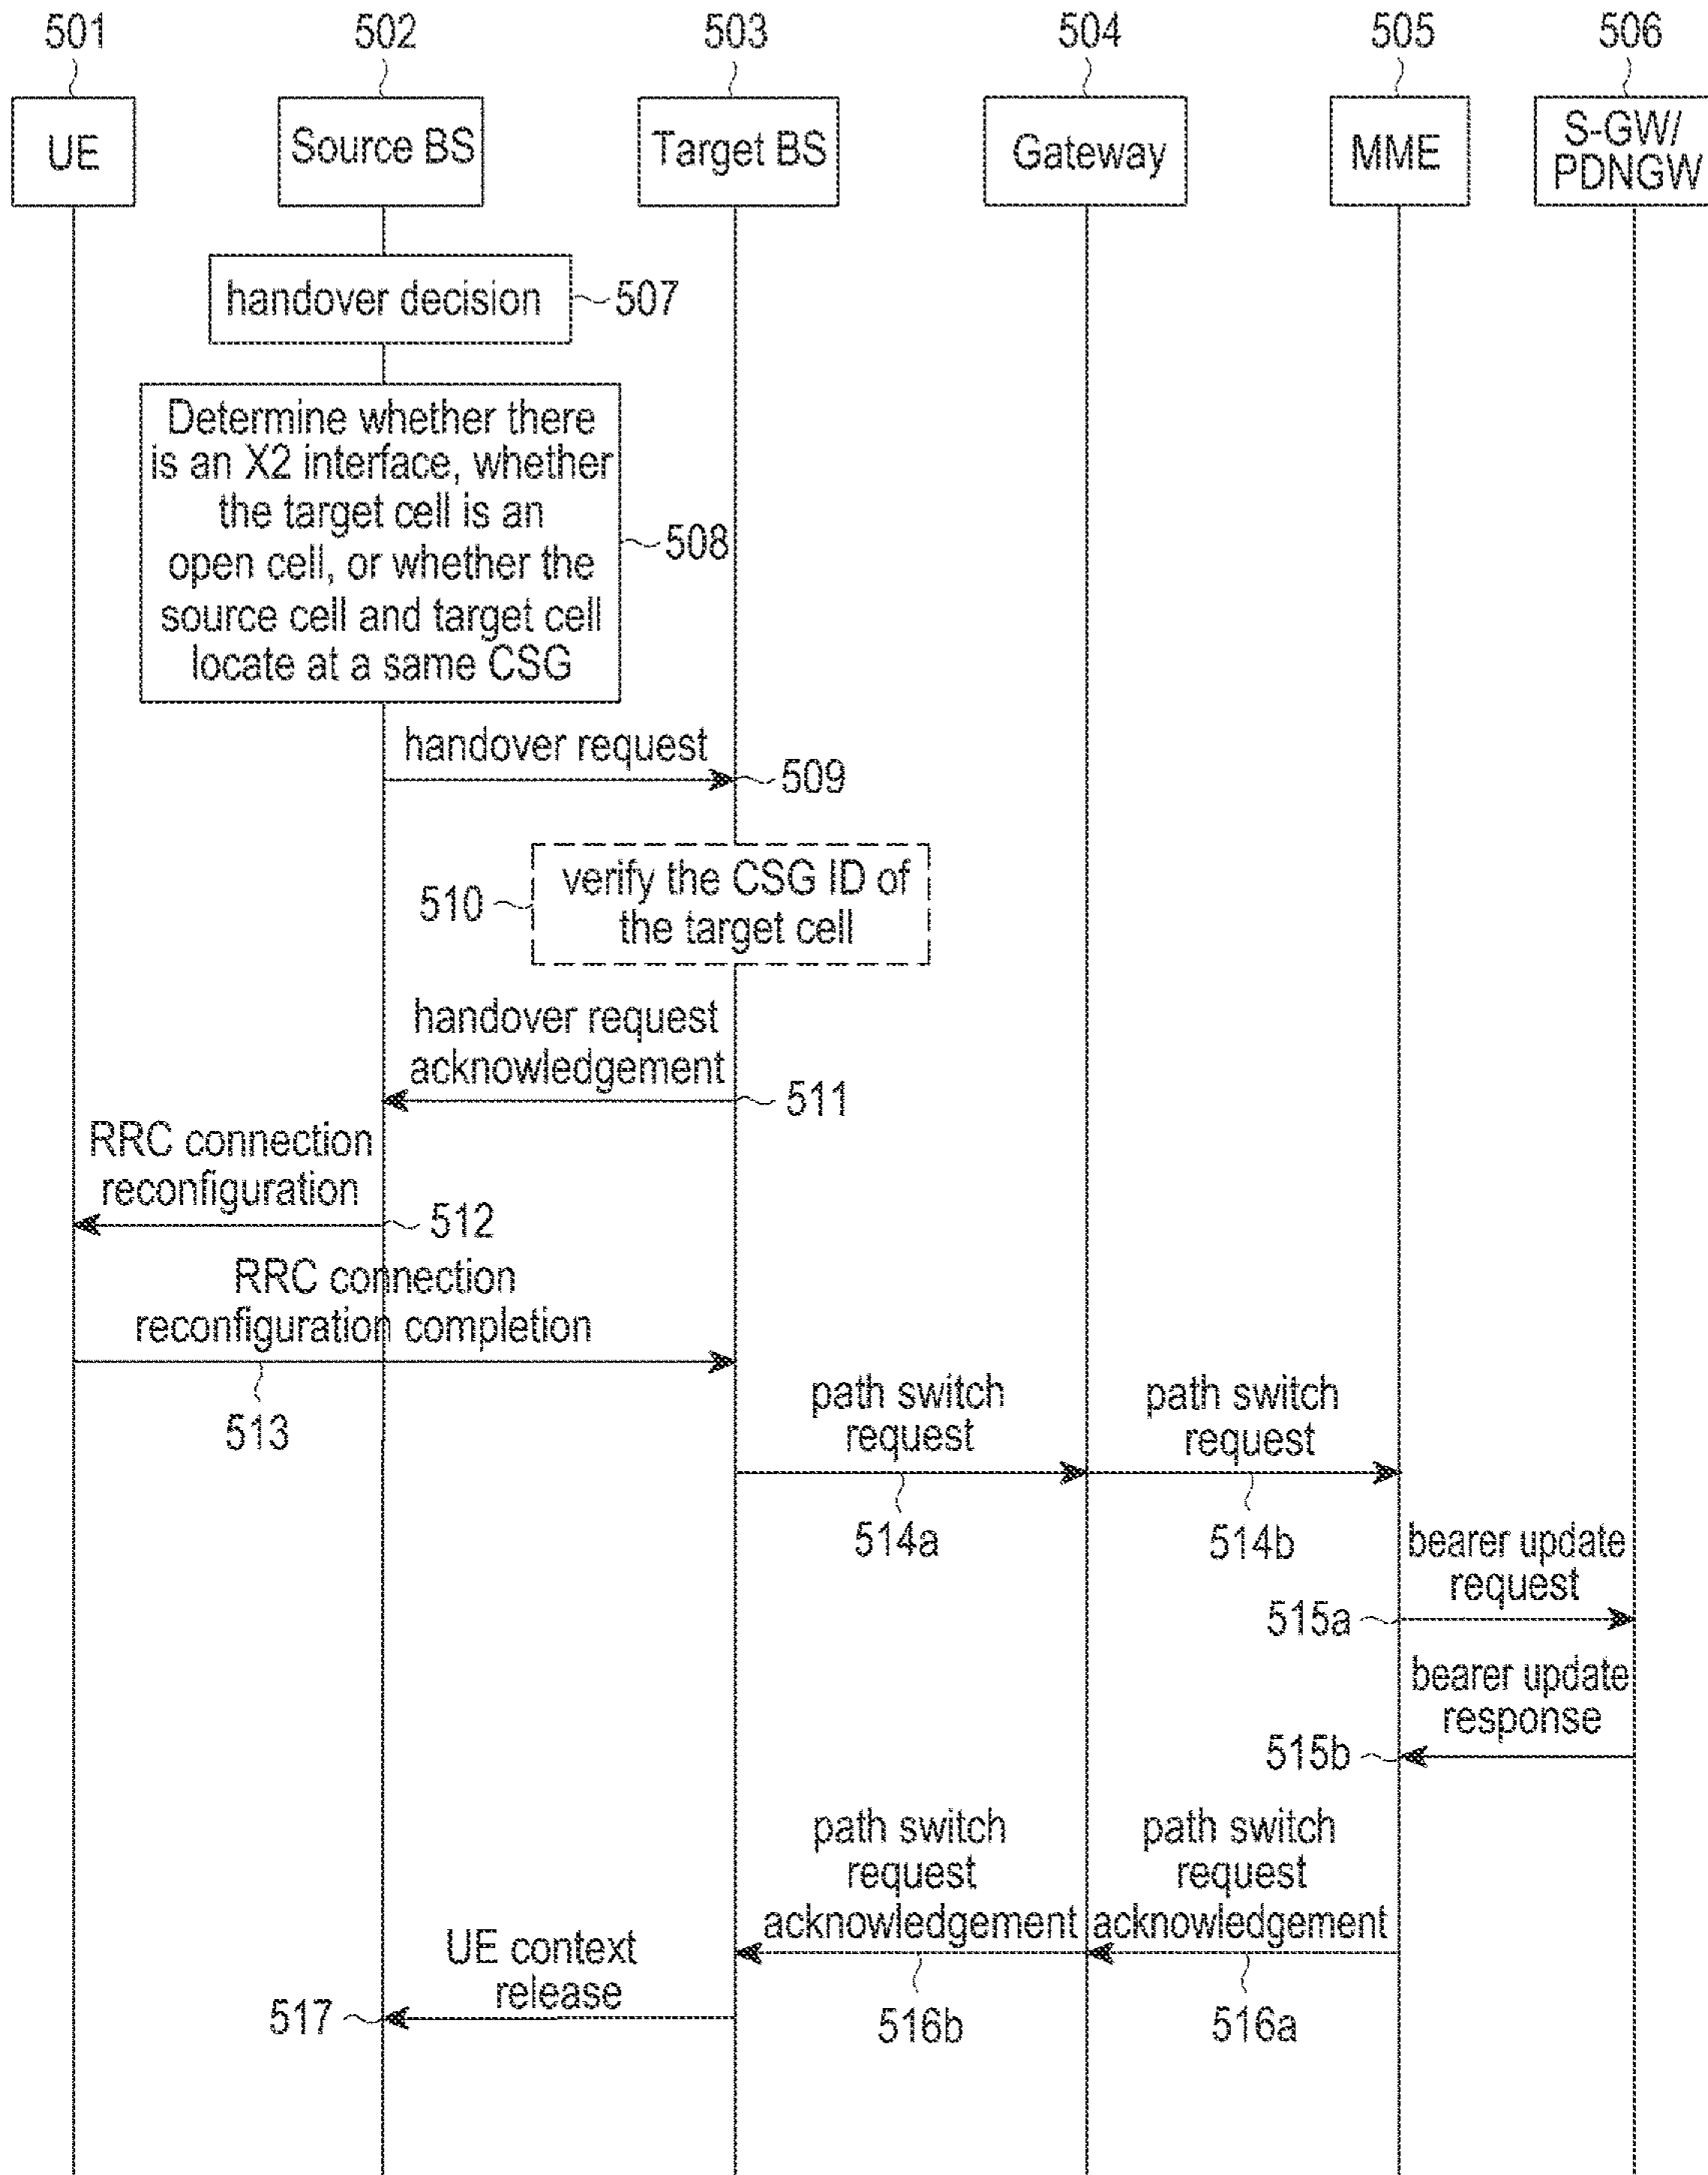 501
502
503
504
505
506
UE
Source BS
Target BS
Gateway
MME
S-GW/
PDNGW
handover decision
507
Determine whether there
is an X2 interface, whether
the target cell is an
open cell, or whether the
source cell and target cell
locate at a same CSG
508
handover request
509
verify the CSG ID of
the target cell
510
handover request
acknowledgement
511
RRC connection
reconfiguration
512
RRC connection
reconfiguration completion
513
path switch
request
514a
path switch
request
514b
bearer update
request
515a
bearer update
response
515b
path switch
request
acknowledgement
516b
path switch
request
acknowledgement
516a
UE context
release
517